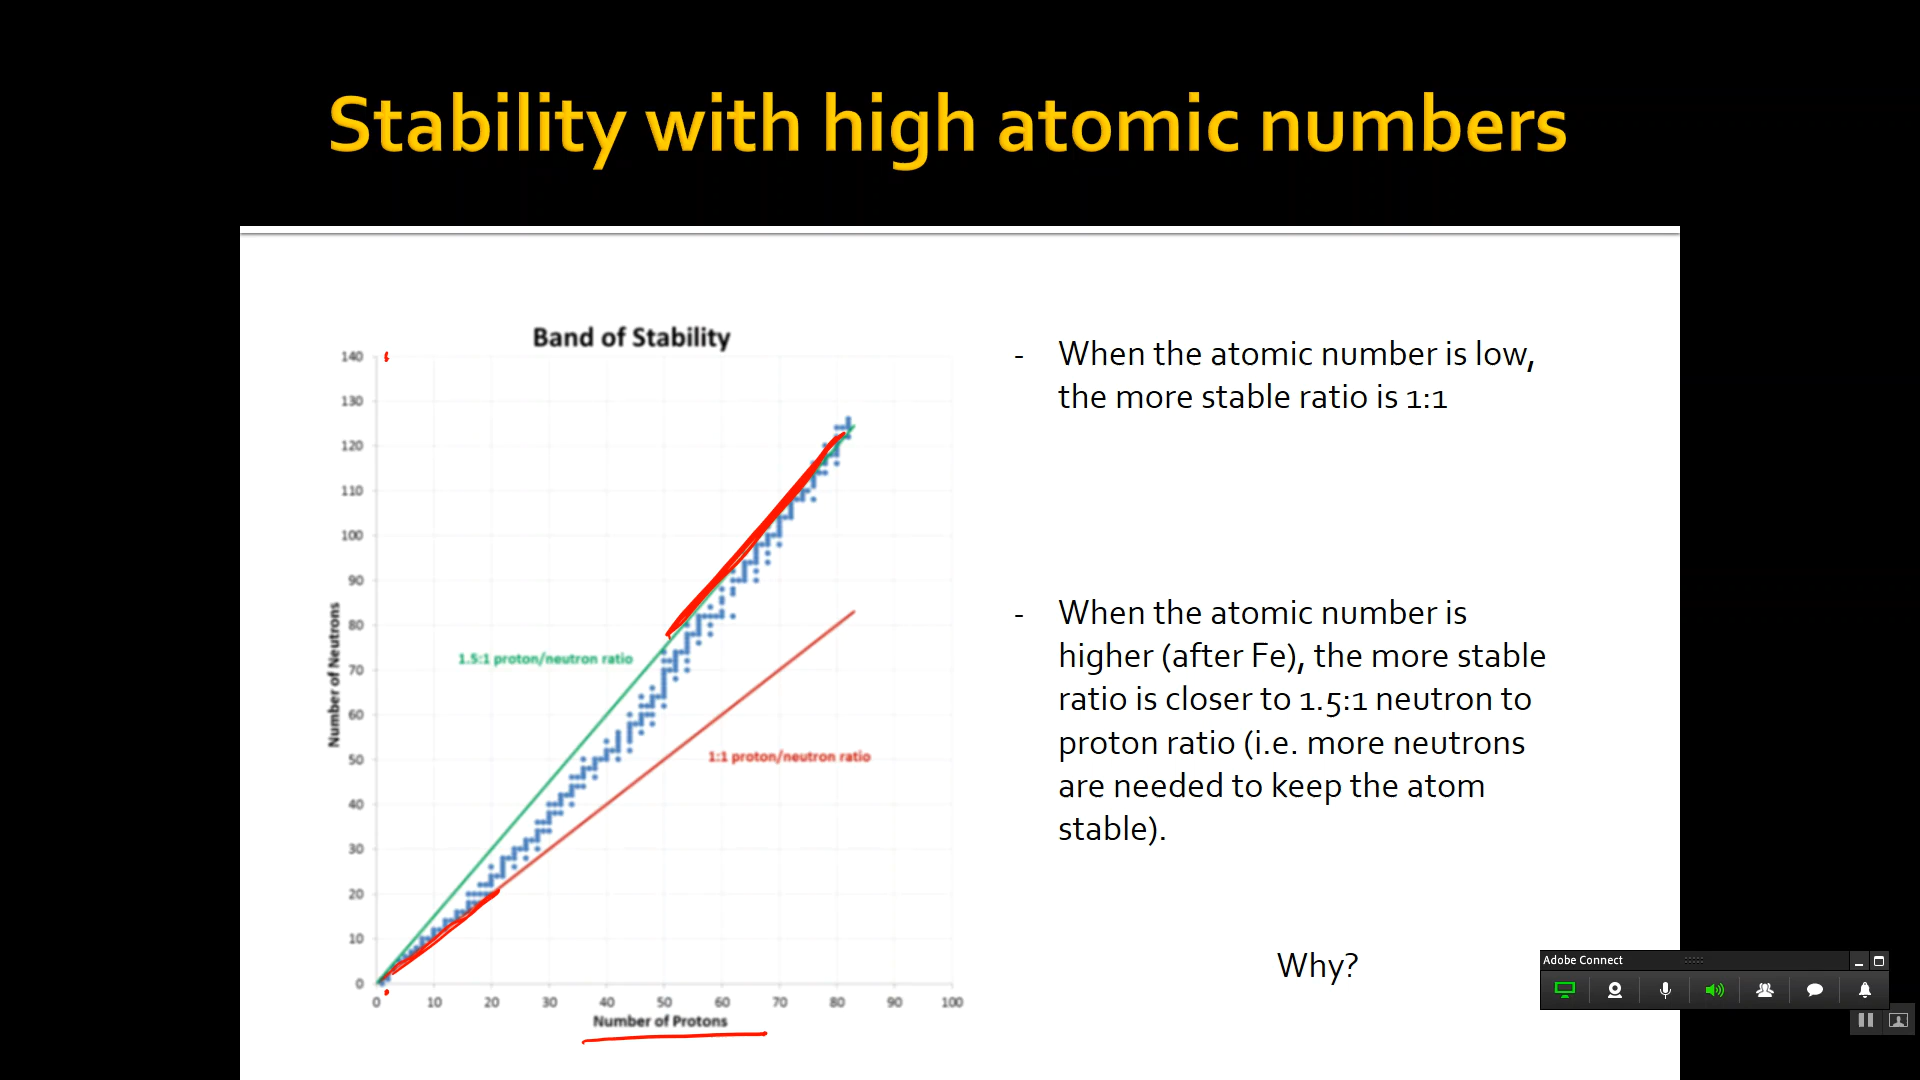 Stability with high atomic numbers
Band of Stability
140
130
120
110
100
90
80
70
60
50
40
30
20
10
0
Number of Neutrons
1.5:1 proton/neutron ratio
1:1 proton/neutron ratio
0 10 20 30 40 50 60 70 80 90 100
Number of Protons
- When the atomic number is low,
the more stable ratio is 1:1
- When the atomic number is
higher (after Fe), the more stable
ratio is closer to 1.5:1 neutron to
proton ratio (i.e. more neutrons
are needed to keep the atom
stable).
Why?
Adobe Connect